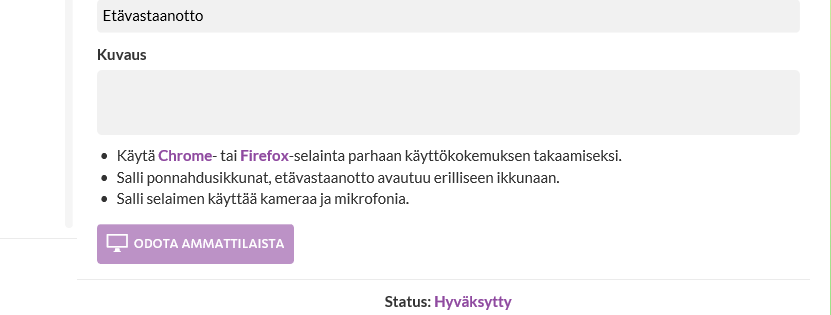 Etävastaanotto
Kuvaus
• Käytä Chrome- tai Firefox-selainta parhaan käyttökokemuksen takaamiseksi.
• Salli ponnahdusikkunat, etävastaanotto avautuu erilliseen ikkunaan.
• Salli selaimen käyttää kameraa ja mikrofonia.
ODOTA AMMATTILAISTA
Status: Hyväksytty